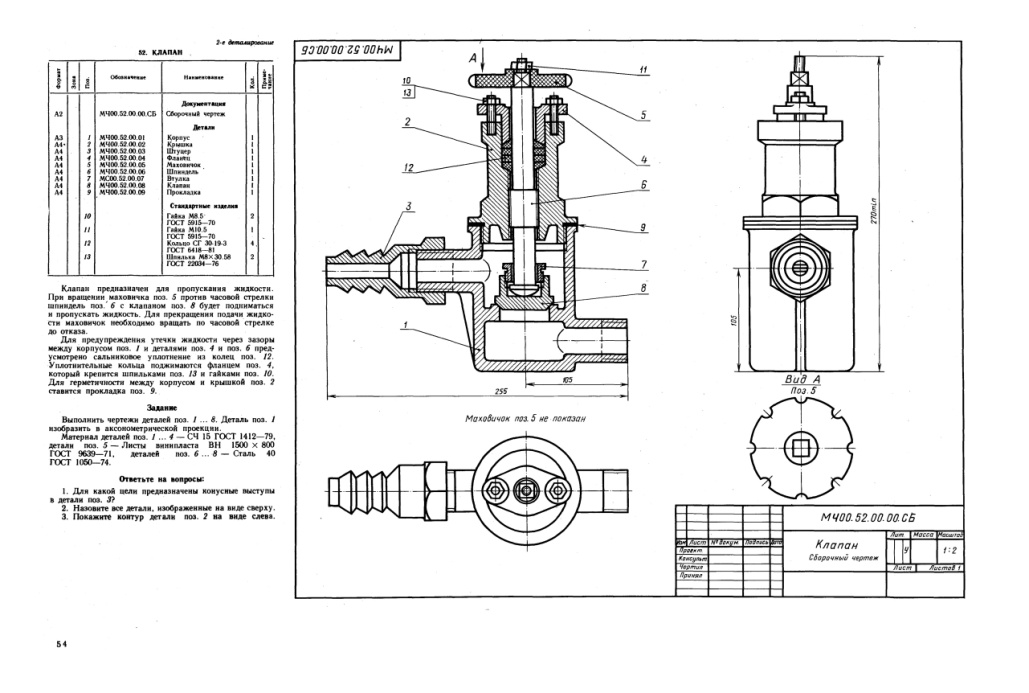 2-е деталирование
52. КЛАПАН
Формат Зона Поз. Обозначение Наименование Кол. Приме-чание
Документация
А2 МЧ00.52.00.00.СБ Сборочный чертеж
Детали
А3 1 МЧ00.52.00.01 Корпус 1
А4 2 МЧ00.52.00.02 Крышка 1
А4 3 МЧ00.52.00.03 Штуцер 1
А4 4 МЧ00.52.00.04 Фланец 1
А4 5 МЧ00.52.00.05 Маховичок 1
А4 6 МЧ00.52.00.06 Шпиндель 1
А4 7 МС00.52.00.07 Втулка 1
А4 8 МЧ00.52.00.08 Клапан 1
А4 9 МЧ00.52.00.09 Прокладка 1
Стандартные изделия
10 Гайка М8.5 2
ГОСТ 5915—70
11 Гайка М10.5 1
ГОСТ 5915—70
12 Кольцо СГ 30-19-3 4
ГОСТ 6418—81
13 Шпилька М8×30.58 2
ГОСТ 22034—76
Клапан предназначен для пропускания жидкости.
При вращении маховичка поз. 5 против часовой стрелки
шпиндель поз. 6 с клапаном поз. 8 будет подниматься
и пропускать жидкость. Для прекращения подачи жидко-
сти маховичок необходимо вращать по часовой стрелке
до отказа.
Для предупреждения утечки жидкости через зазоры
между корпусом поз. 1 и деталями поз. 4 и поз. 6 пред-
усмотрено сальниковое уплотнение из колец поз. 12.
Уплотнительные кольца поджимаются фланцем поз. 4,
который крепится шпильками поз. 13 и гайками поз. 10.
Для герметичности между корпусом и крышкой поз. 2
ставится прокладка поз. 9.
Задание
Выполнить чертежи деталей поз. 1 ... 8. Деталь поз. 1
изобразить в аксонометрической проекции.
Материал деталей поз. 1 ... 4 — СЧ 15 ГОСТ 1412—79,
детали поз. 5 — Листы винипласта ВН 1500 × 800
ГОСТ 9639—71, деталей поз. 6 ... 8 — Сталь 40
ГОСТ 1050—74.
Ответьте на вопросы:
1. Для какой цели предназначены конусные выступы
в детали поз. 3?
2. Назовите все детали, изображенные на виде сверху.
3. Покажите контур детали поз. 2 на виде слева.
54
МЧ00.52.00.00.СБ
А
11
10
13
5
2
4
12
6
3
9
7
8
1
105
255
270min
105
Вид А
Поз. 5
Маховичок поз. 5 не показан
МЧ00.52.00.00.СБ
Клапан
Сборочный чертеж
Лит Масса Масштаб
У 1:2
Лист Листов 1
Изм Лист № докум. Подпись Дата
Проект.
Консульт
Чертил
Принял